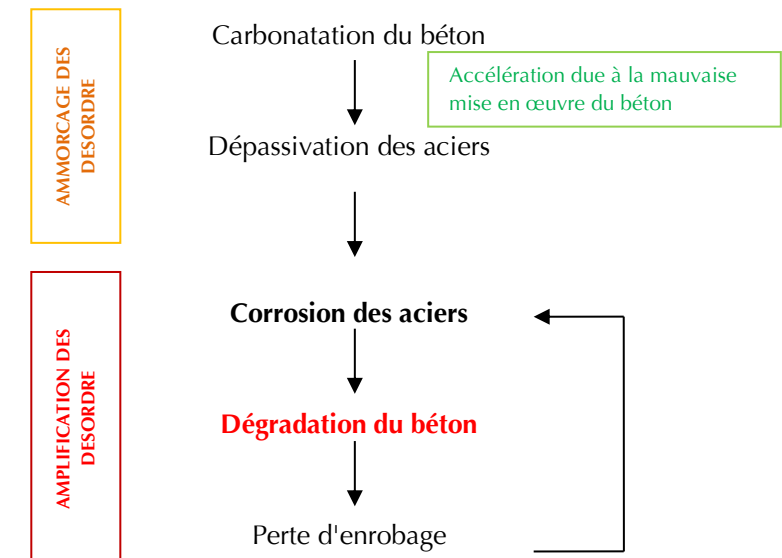 AMMORCAGE DES
DESORDRE
Carbonatation du béton
Accélération due à la mauvaise
mise en œuvre du béton
Dépassivation des aciers
AMPLIFICATION DES
DESORDRE
Corrosion des aciers
Dégradation du béton
Perte d'enrobage